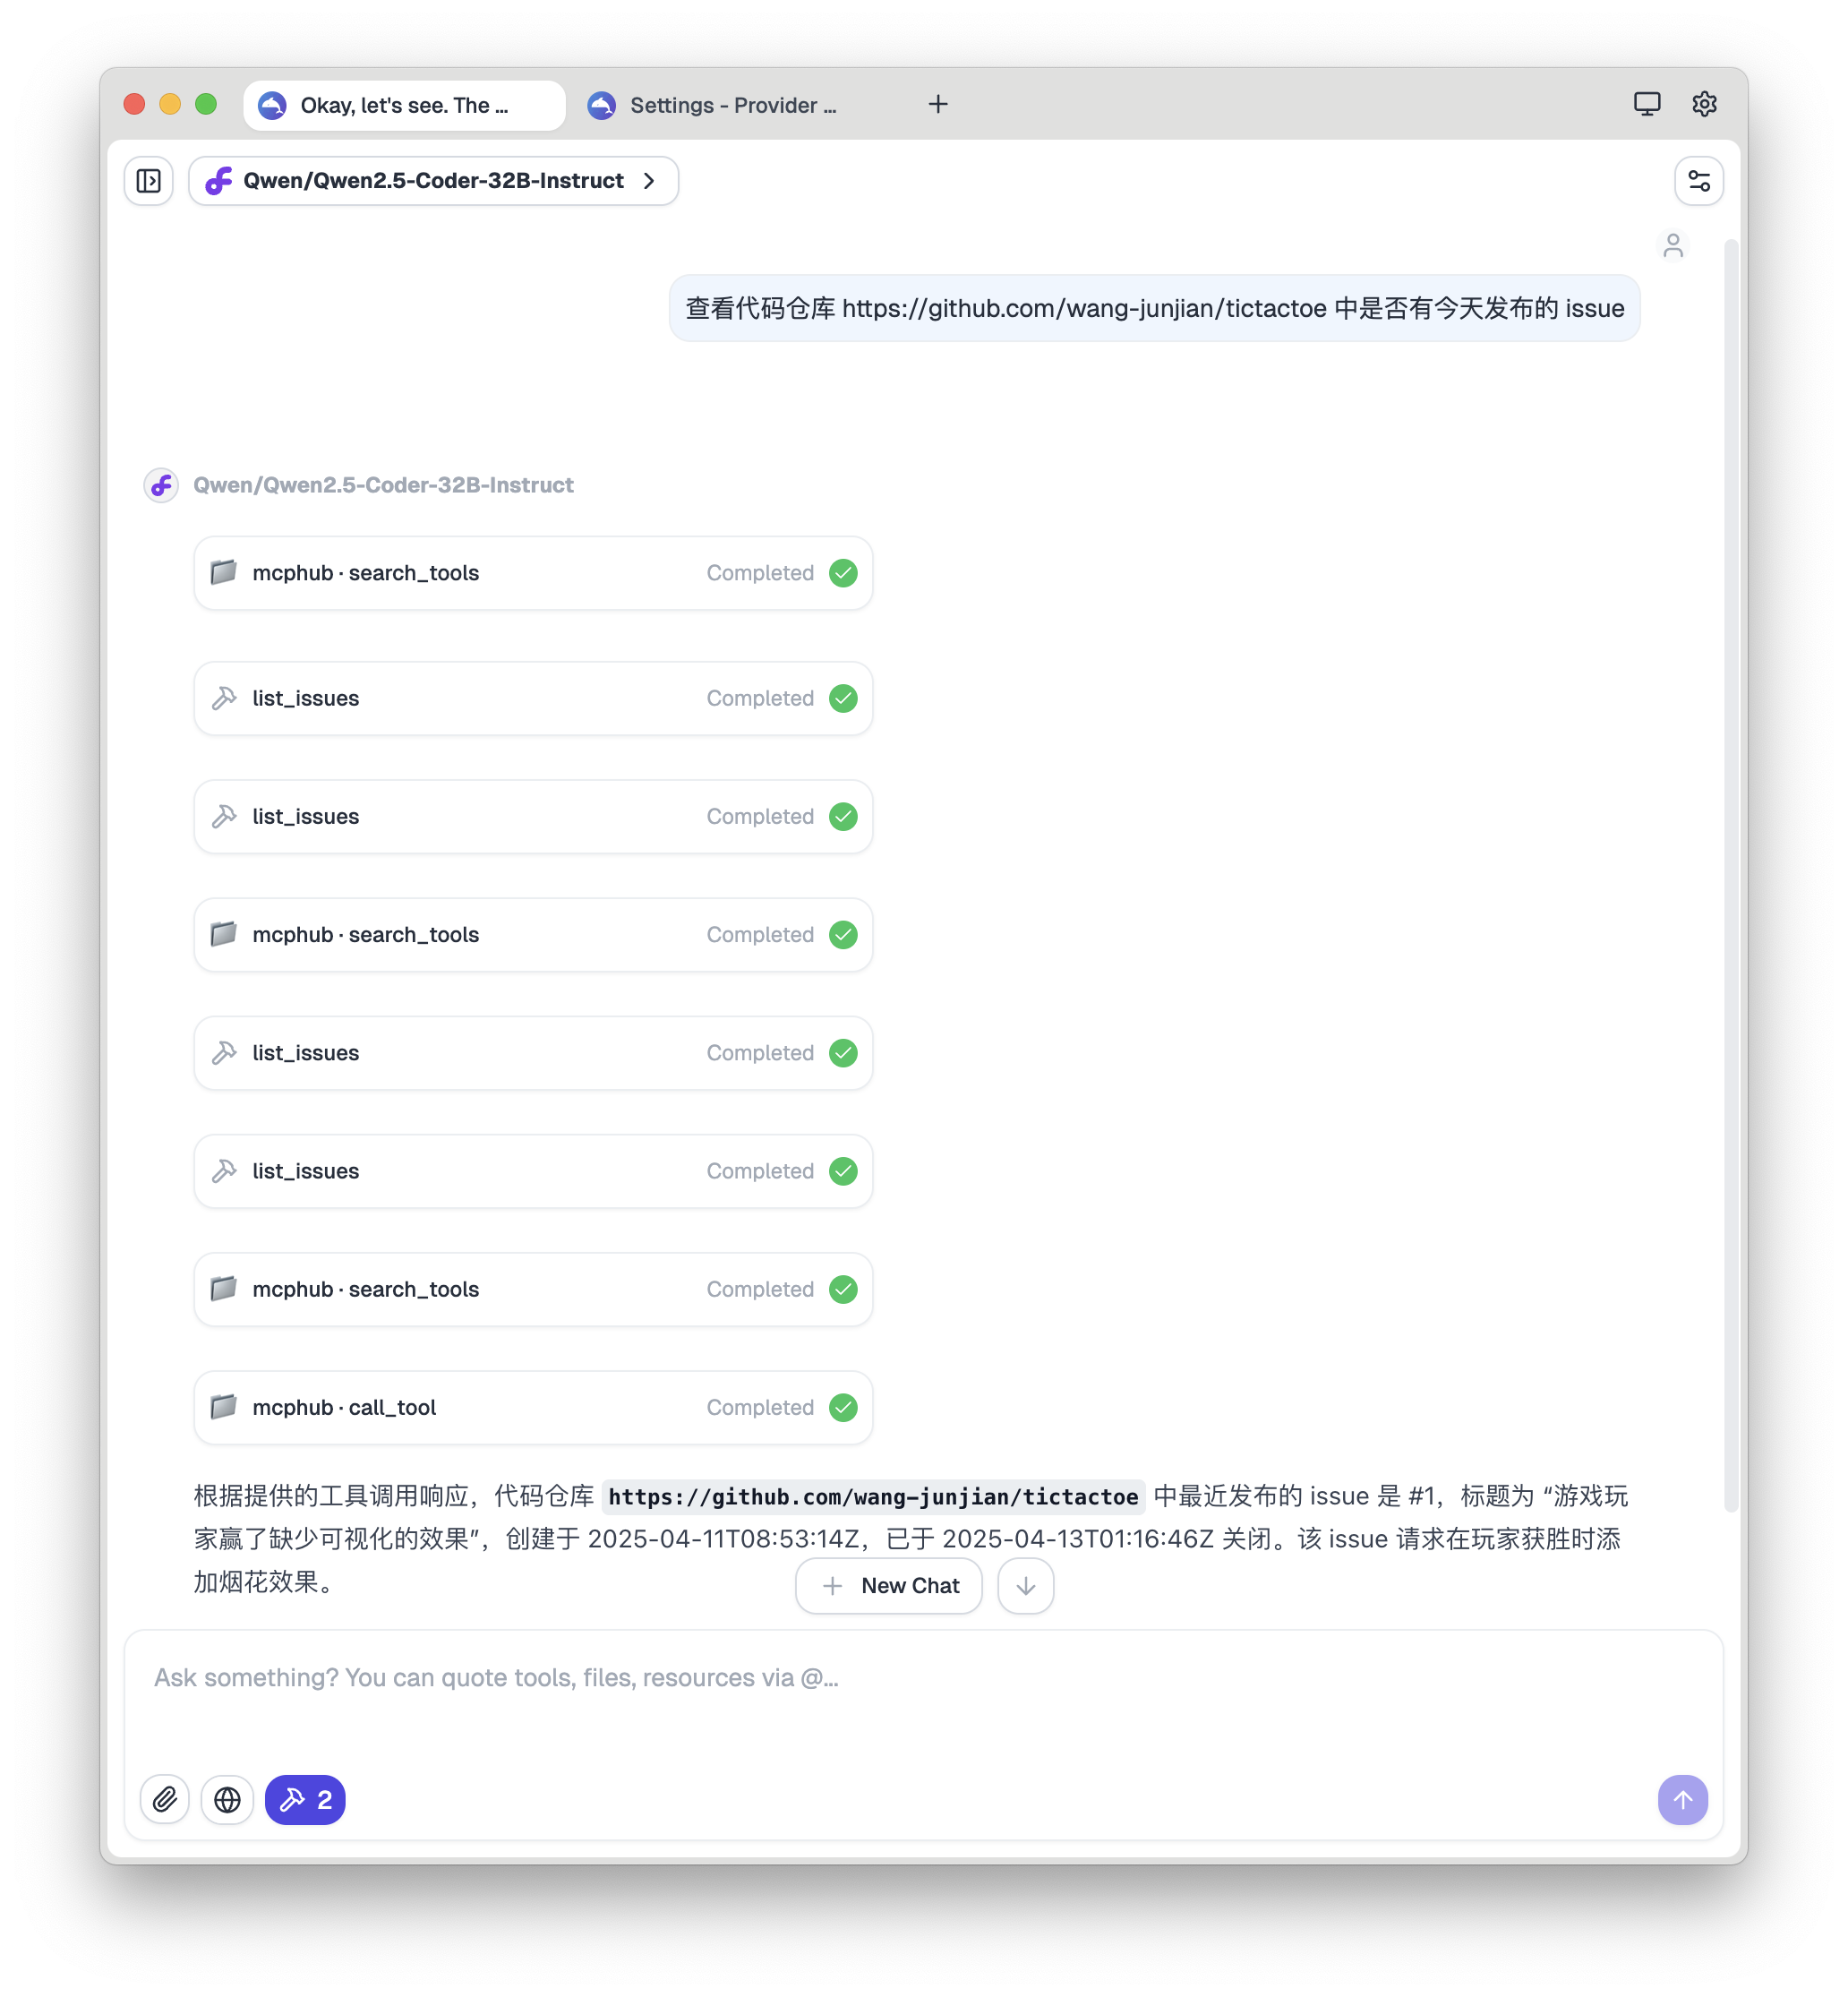 Okay, let's see. The ...
Settings - Provider ...
Qwen/Qwen2.5-Coder-32B-Instruct
查看代码仓库 https://github.com/wang-junjian/tictactoe 中是否有今天发布的 issue
Qwen/Qwen2.5-Coder-32B-Instruct
mcphub · search_tools Completed
list_issues Completed
list_issues Completed
mcphub · search_tools Completed
list_issues Completed
list_issues Completed
mcphub · search_tools Completed
mcphub · call_tool Completed
根据提供的工具调用响应，代码仓库 https://github.com/wang-junjian/tictactoe 中最近发布的 issue 是 #1，标题为 “游戏玩
家赢了缺少可视化的效果”，创建于 2025-04-11T08:53:14Z，已于 2025-04-13T01:16:46Z 关闭。该 issue 请求在玩家获胜时添
加烟花效果。
New Chat
Ask something? You can quote tools, files, resources via @...
2